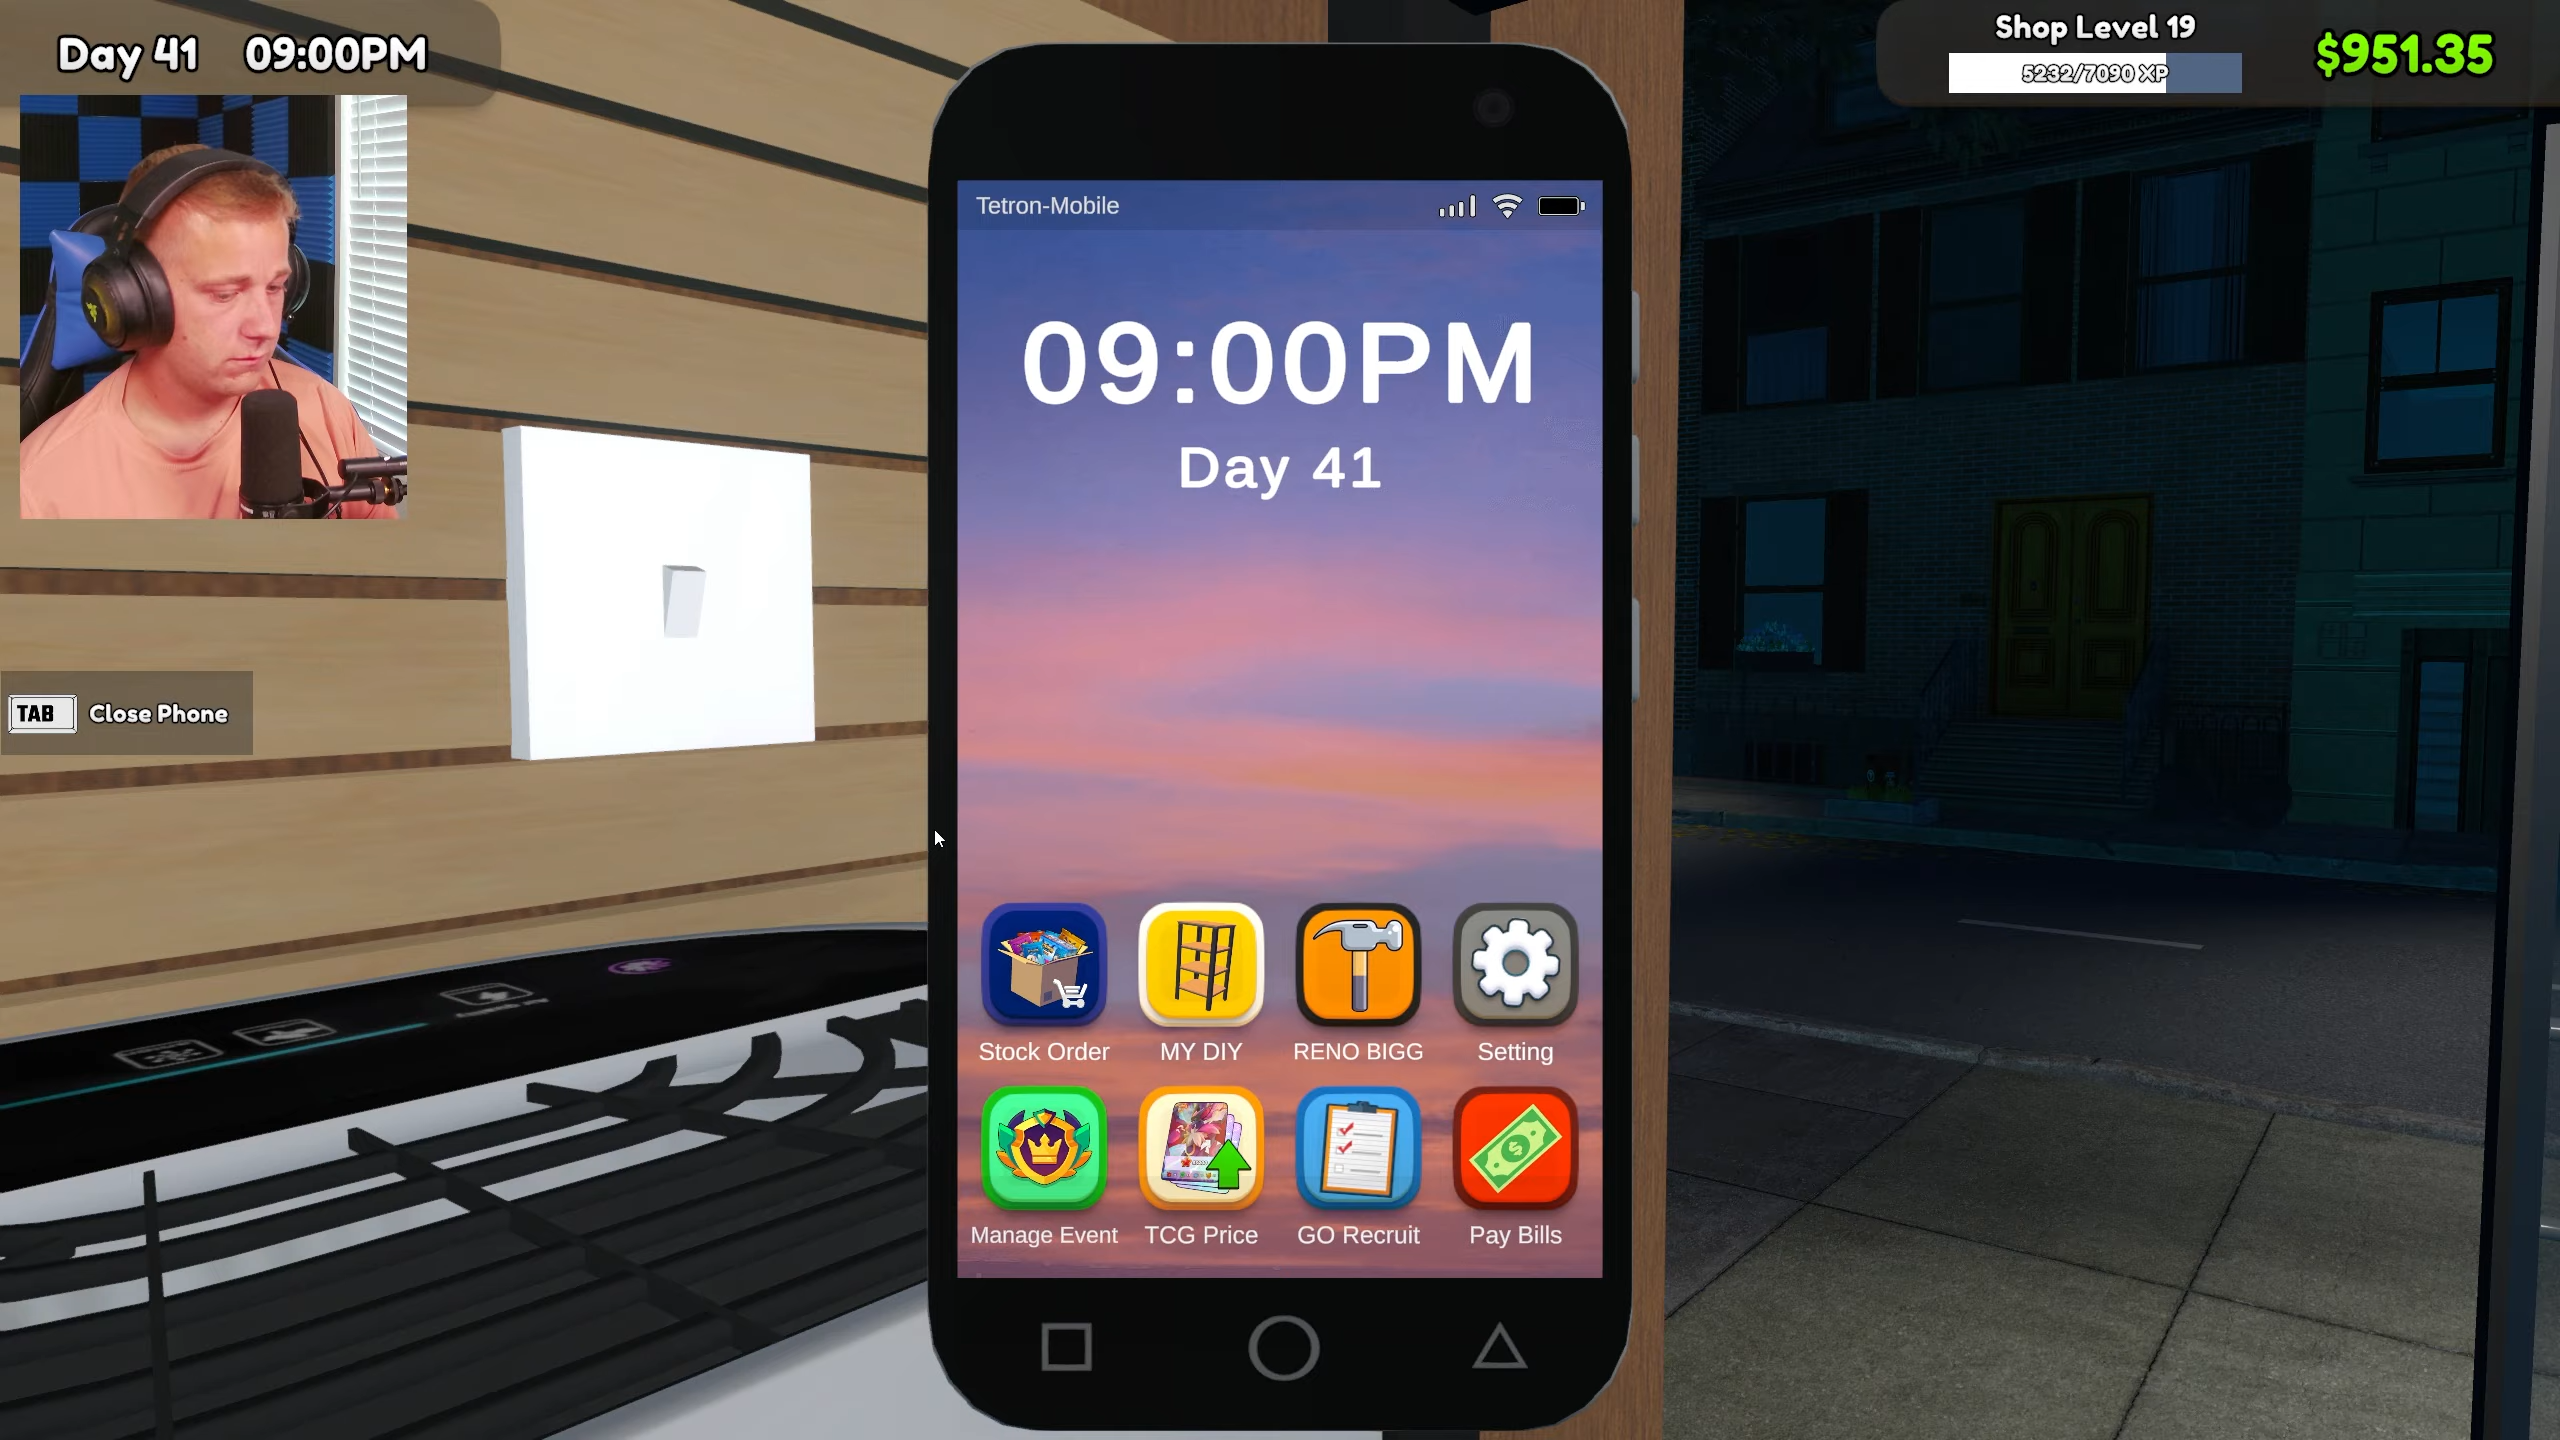 Day 41 09:00PM
Shop Level 19
5232/7090 XP
$951.35
Tetron-Mobile
09:00PM
Day 41
TAB Close Phone
Stock Order MY DIY RENO BIGG Setting
Manage Event TCG Price GO Recruit Pay Bills